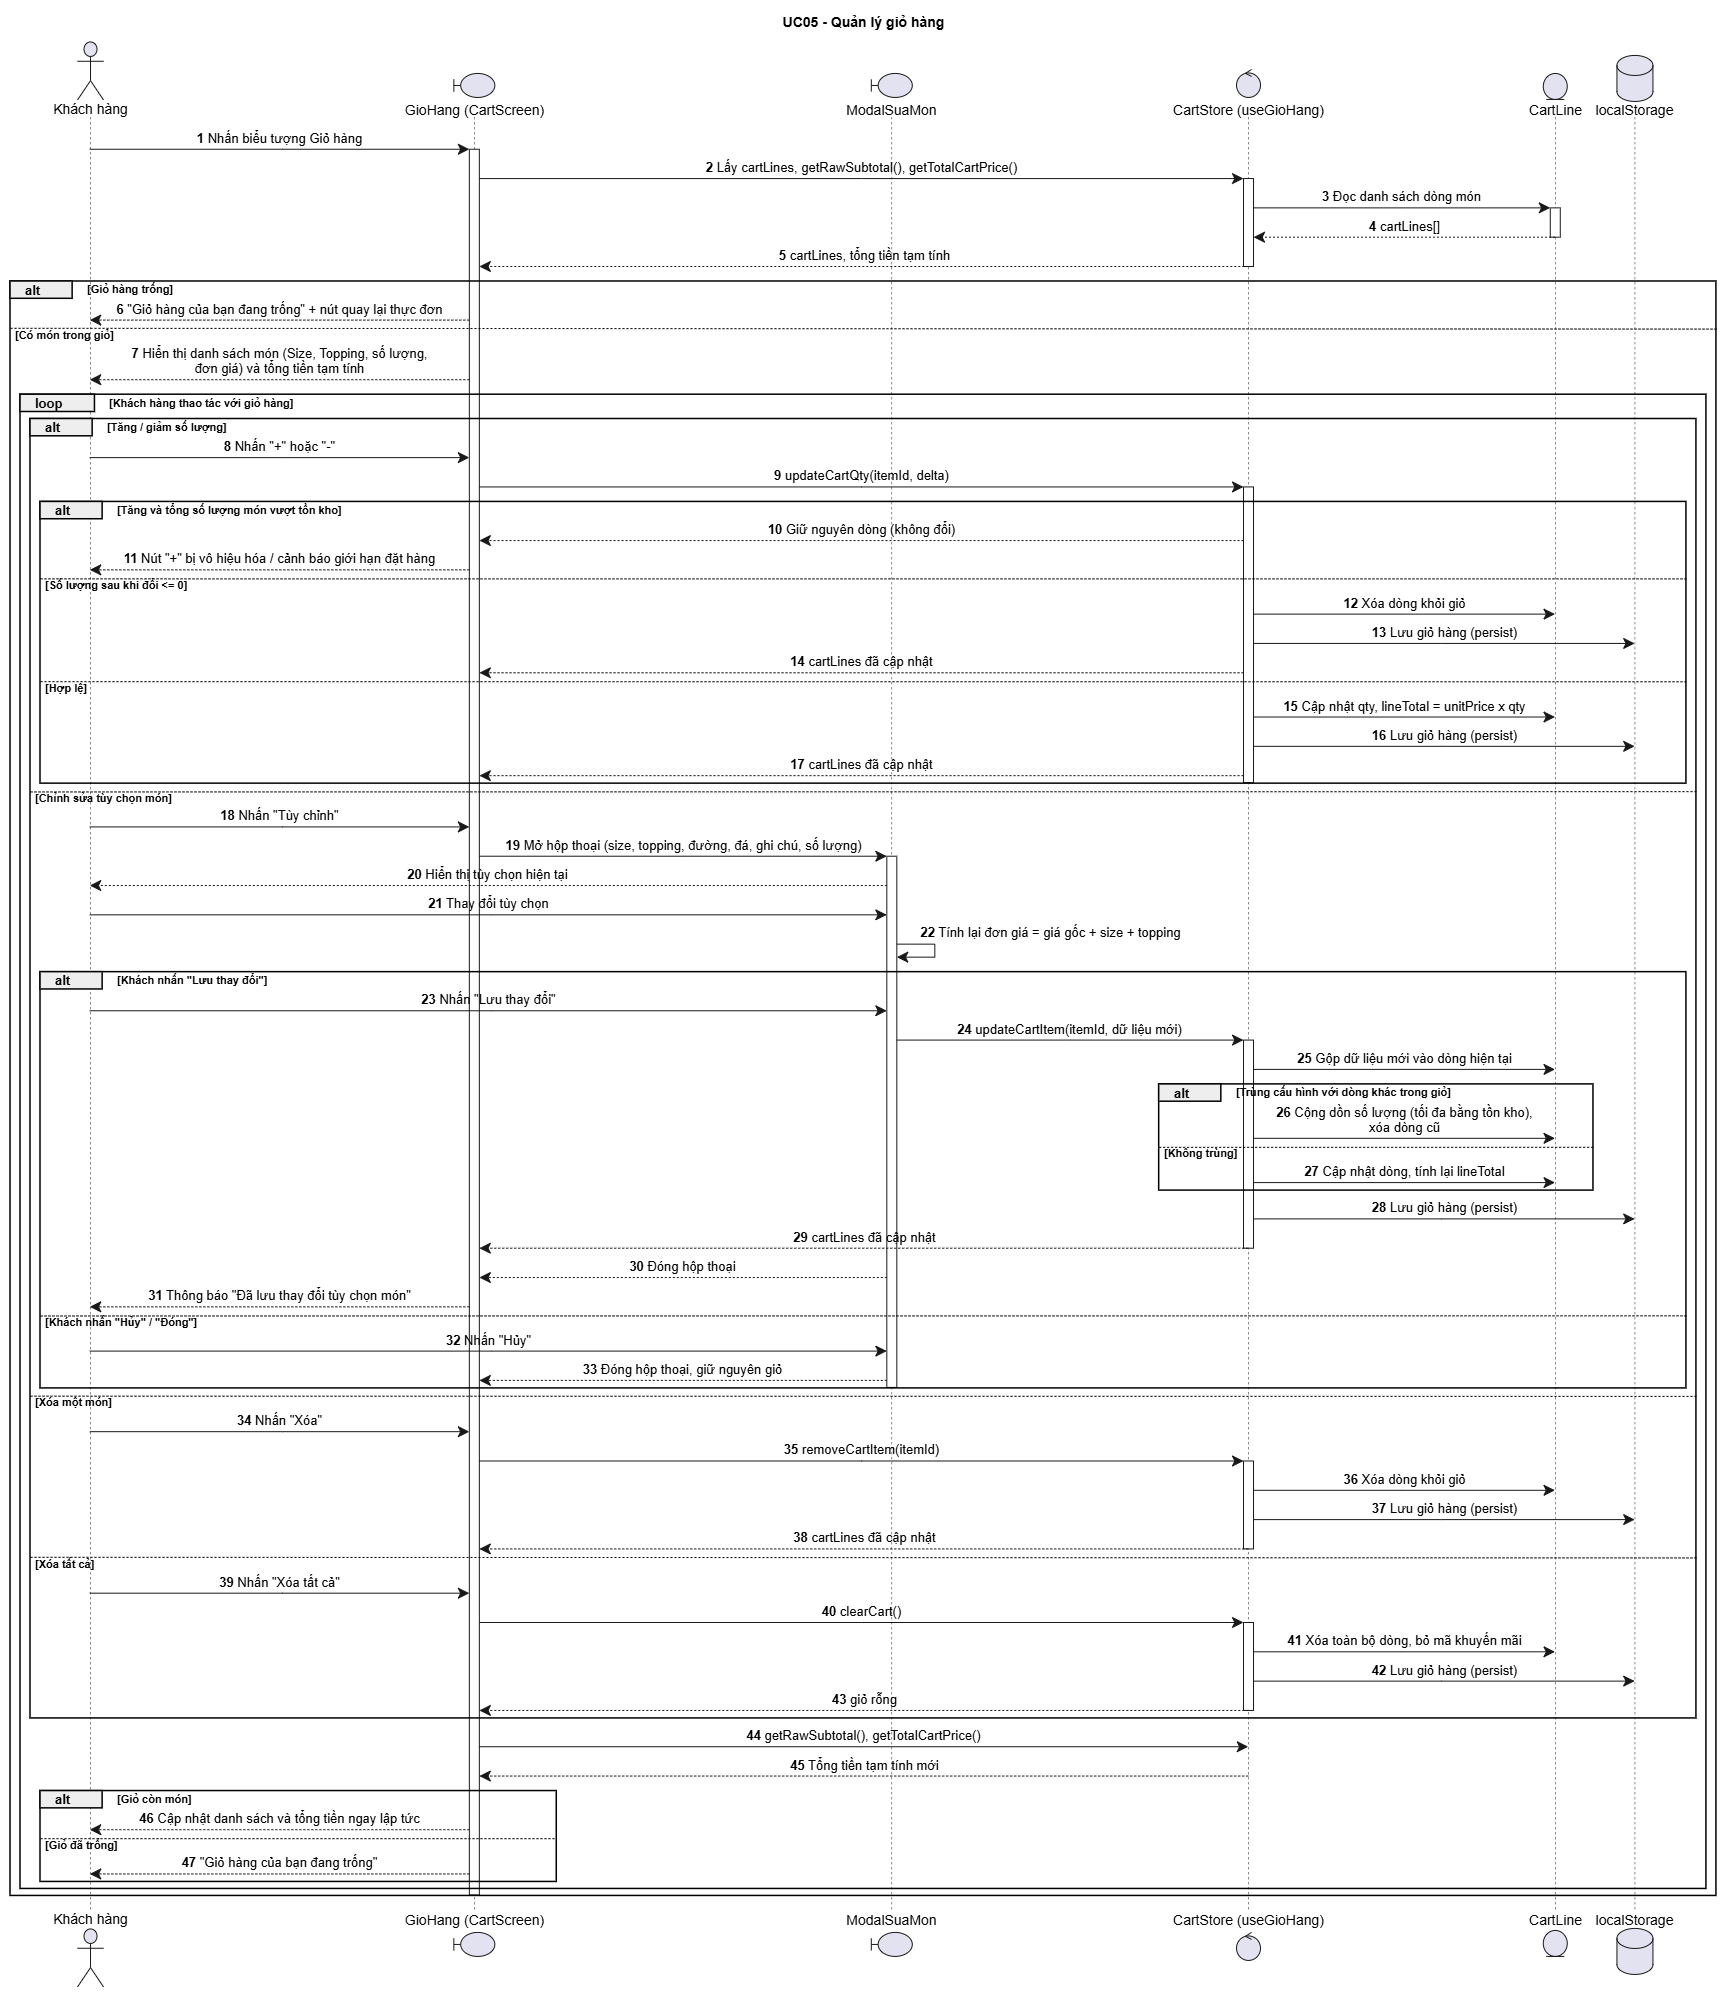 UC05 - Quản lý giỏ hàng
Khách hàng
GioHang (CartScreen)
ModalSuaMon
CartStore (useGioHang)
CartLine
localStorage
1 Nhấn biểu tượng Giỏ hàng
2 Lấy cartLines, getRawSubtotal(), getTotalCartPrice()
3 Đọc danh sách dòng món
4 cartLines[]
5 cartLines, tổng tiền tạm tính
alt [Giỏ hàng trống]
6 "Giỏ hàng của bạn đang trống" + nút quay lại thực đơn
[Có món trong giỏ]
7 Hiển thị danh sách món (Size, Topping, số lượng,
đơn giá) và tổng tiền tạm tính
loop [Khách hàng thao tác với giỏ hàng]
alt [Tăng / giảm số lượng]
8 Nhấn "+" hoặc "-"
9 updateCartQty(itemId, delta)
alt [Tăng và tổng số lượng món vượt tồn kho]
10 Giữ nguyên dòng (không đổi)
11 Nút "+" bị vô hiệu hóa / cảnh báo giới hạn đặt hàng
[Số lượng sau khi đổi <= 0]
12 Xóa dòng khỏi giỏ
13 Lưu giỏ hàng (persist)
14 cartLines đã cập nhật
[Hợp lệ]
15 Cập nhật qty, lineTotal = unitPrice x qty
16 Lưu giỏ hàng (persist)
17 cartLines đã cập nhật
[Chỉnh sửa tùy chọn món]
18 Nhấn "Tùy chỉnh"
19 Mở hộp thoại (size, topping, đường, đá, ghi chú, số lượng)
20 Hiển thị tùy chọn hiện tại
21 Thay đổi tùy chọn
22 Tính lại đơn giá = giá gốc + size + topping
alt [Khách nhấn "Lưu thay đổi"]
23 Nhấn "Lưu thay đổi"
24 updateCartItem(itemId, dữ liệu mới)
25 Gộp dữ liệu mới vào dòng hiện tại
alt [Trùng cấu hình với dòng khác trong giỏ]
26 Cộng dồn số lượng (tối đa bằng tồn kho),
xóa dòng cũ
[Không trùng]
27 Cập nhật dòng, tính lại lineTotal
28 Lưu giỏ hàng (persist)
29 cartLines đã cập nhật
30 Đóng hộp thoại
31 Thông báo "Đã lưu thay đổi tùy chọn món"
[Khách nhấn "Hủy" / "Đóng"]
32 Nhấn "Hủy"
33 Đóng hộp thoại, giữ nguyên giỏ
[Xóa một món]
34 Nhấn "Xóa"
35 removeCartItem(itemId)
36 Xóa dòng khỏi giỏ
37 Lưu giỏ hàng (persist)
38 cartLines đã cập nhật
[Xóa tất cả]
39 Nhấn "Xóa tất cả"
40 clearCart()
41 Xóa toàn bộ dòng, bỏ mã khuyến mãi
42 Lưu giỏ hàng (persist)
43 giỏ rỗng
44 getRawSubtotal(), getTotalCartPrice()
45 Tổng tiền tạm tính mới
alt [Giỏ còn món]
46 Cập nhật danh sách và tổng tiền ngay lập tức
[Giỏ đã trống]
47 "Giỏ hàng của bạn đang trống"
Khách hàng
GioHang (CartScreen)
ModalSuaMon
CartStore (useGioHang)
CartLine
localStorage